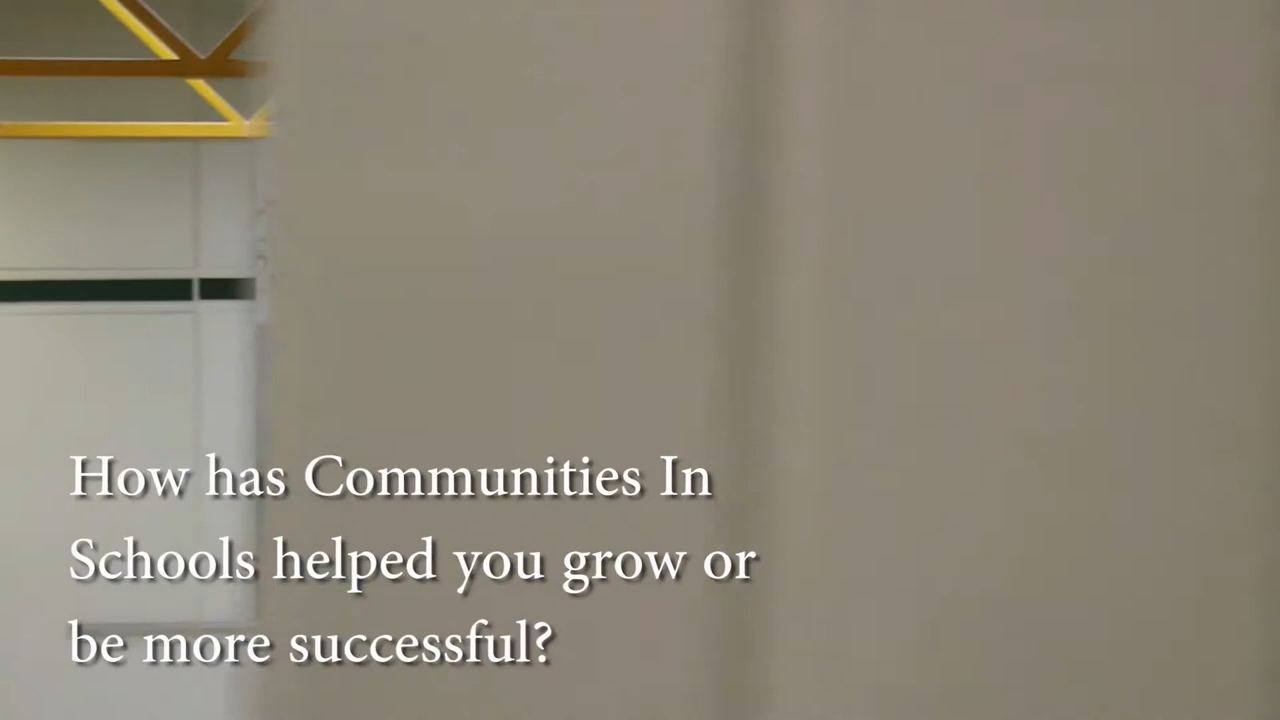 How has Communities In
Schools helped you grow or
be more successful?